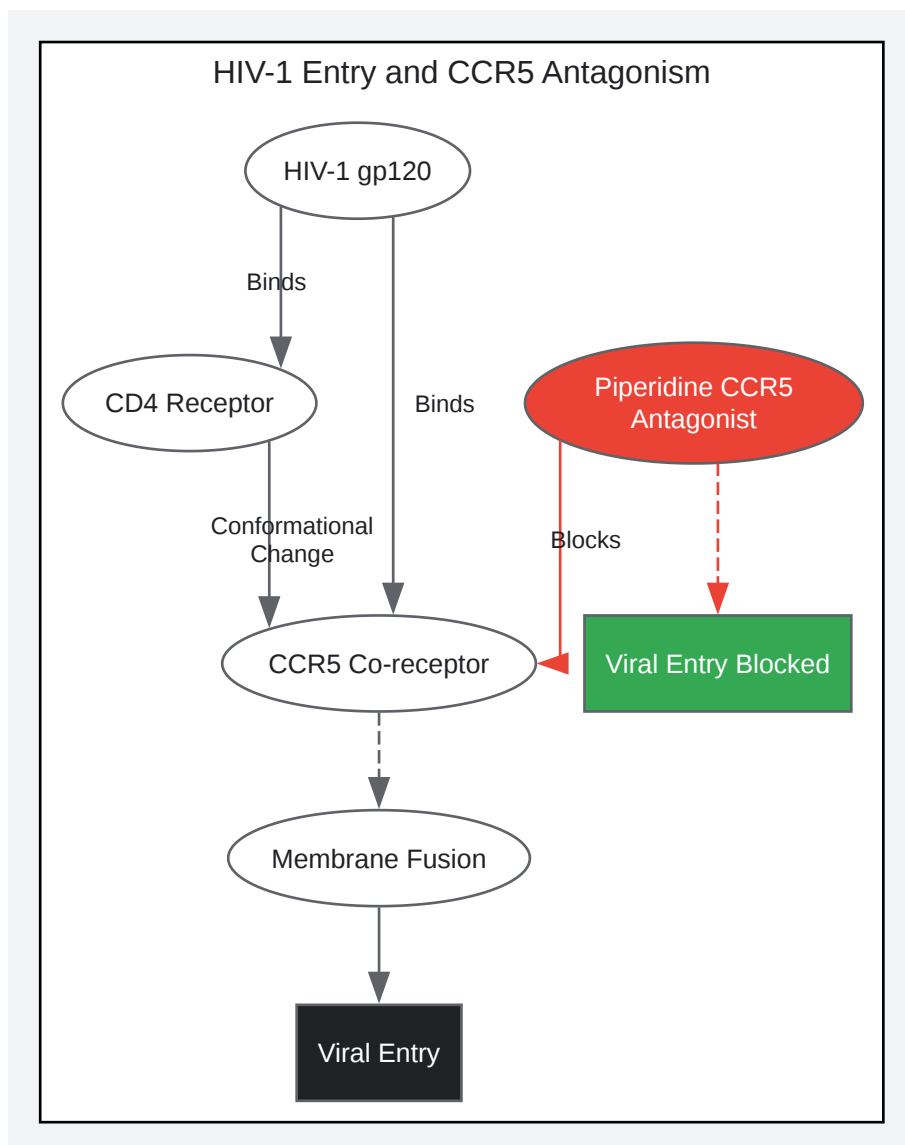 HIV-1 Entry and CCR5 Antagonism
HIV-1 gp120
Binds
CD4 Receptor
Binds
Piperidine CCR5
Antagonist
Conformational
Change
Blocks
CCR5 Co-receptor
Viral Entry Blocked
Membrane Fusion
Viral Entry